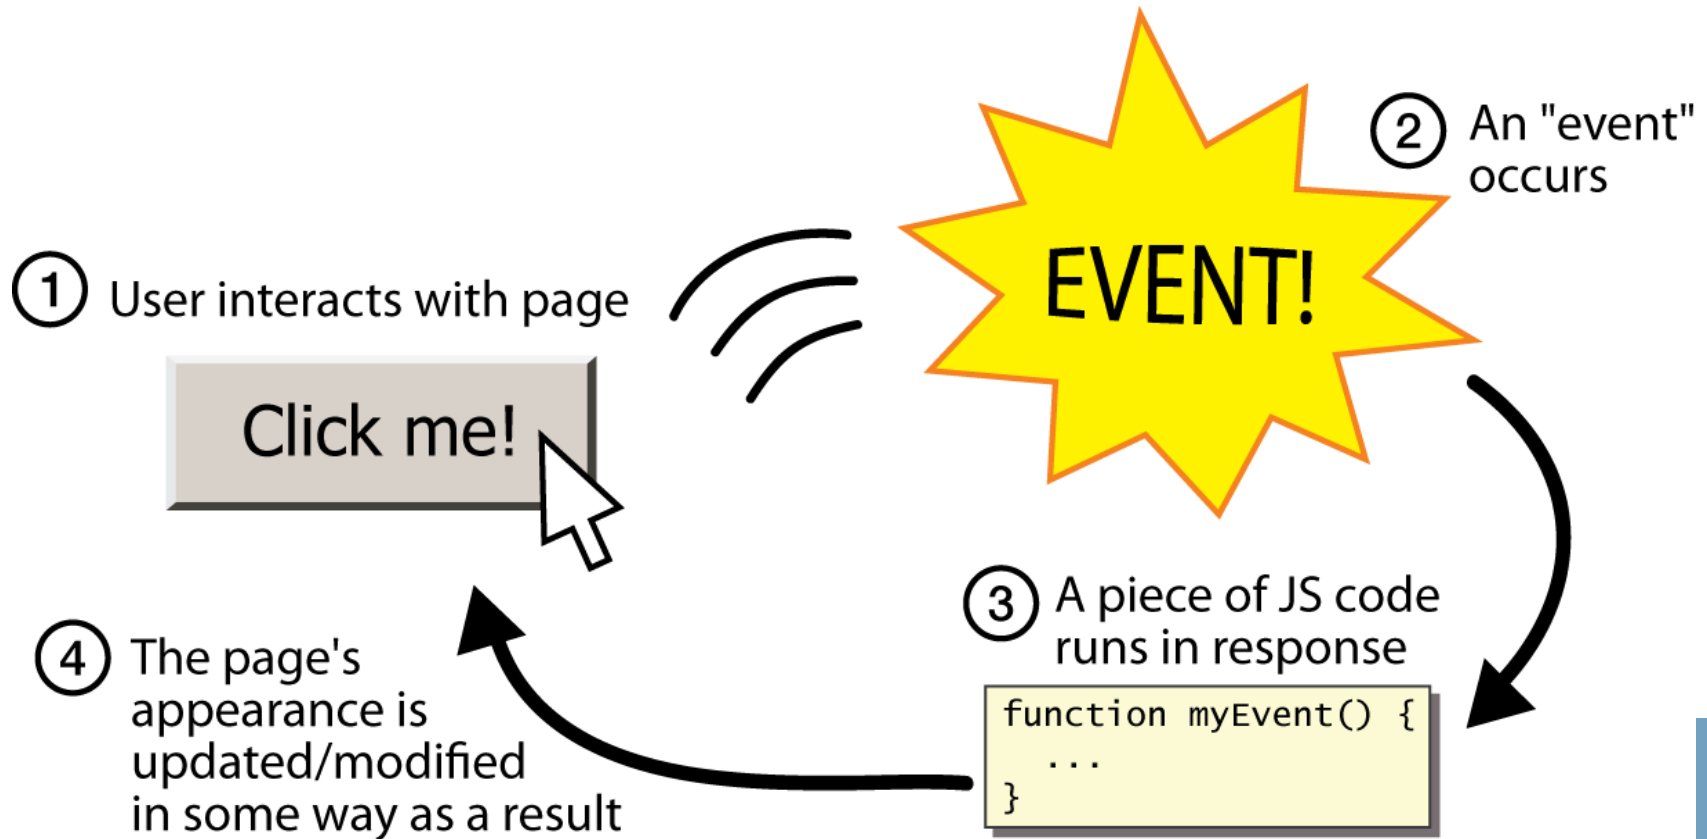 1 User interacts with page
Click me!
EVENT!
2 An "event"
occurs
3 A piece of JS code
runs in response
function myEvent() {
...
}
4 The page's
appearance is
updated/modified
in some way as a result